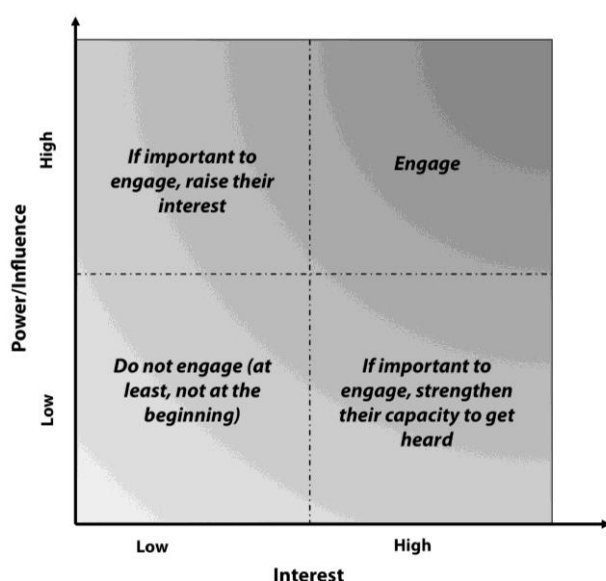 Power/Influence
High
Low
If important to
engage, raise their
interest
Engage
Do not engage (at
least, not at the
beginning)
If important to
engage, strengthen
their capacity to get
heard
Low
High
Interest